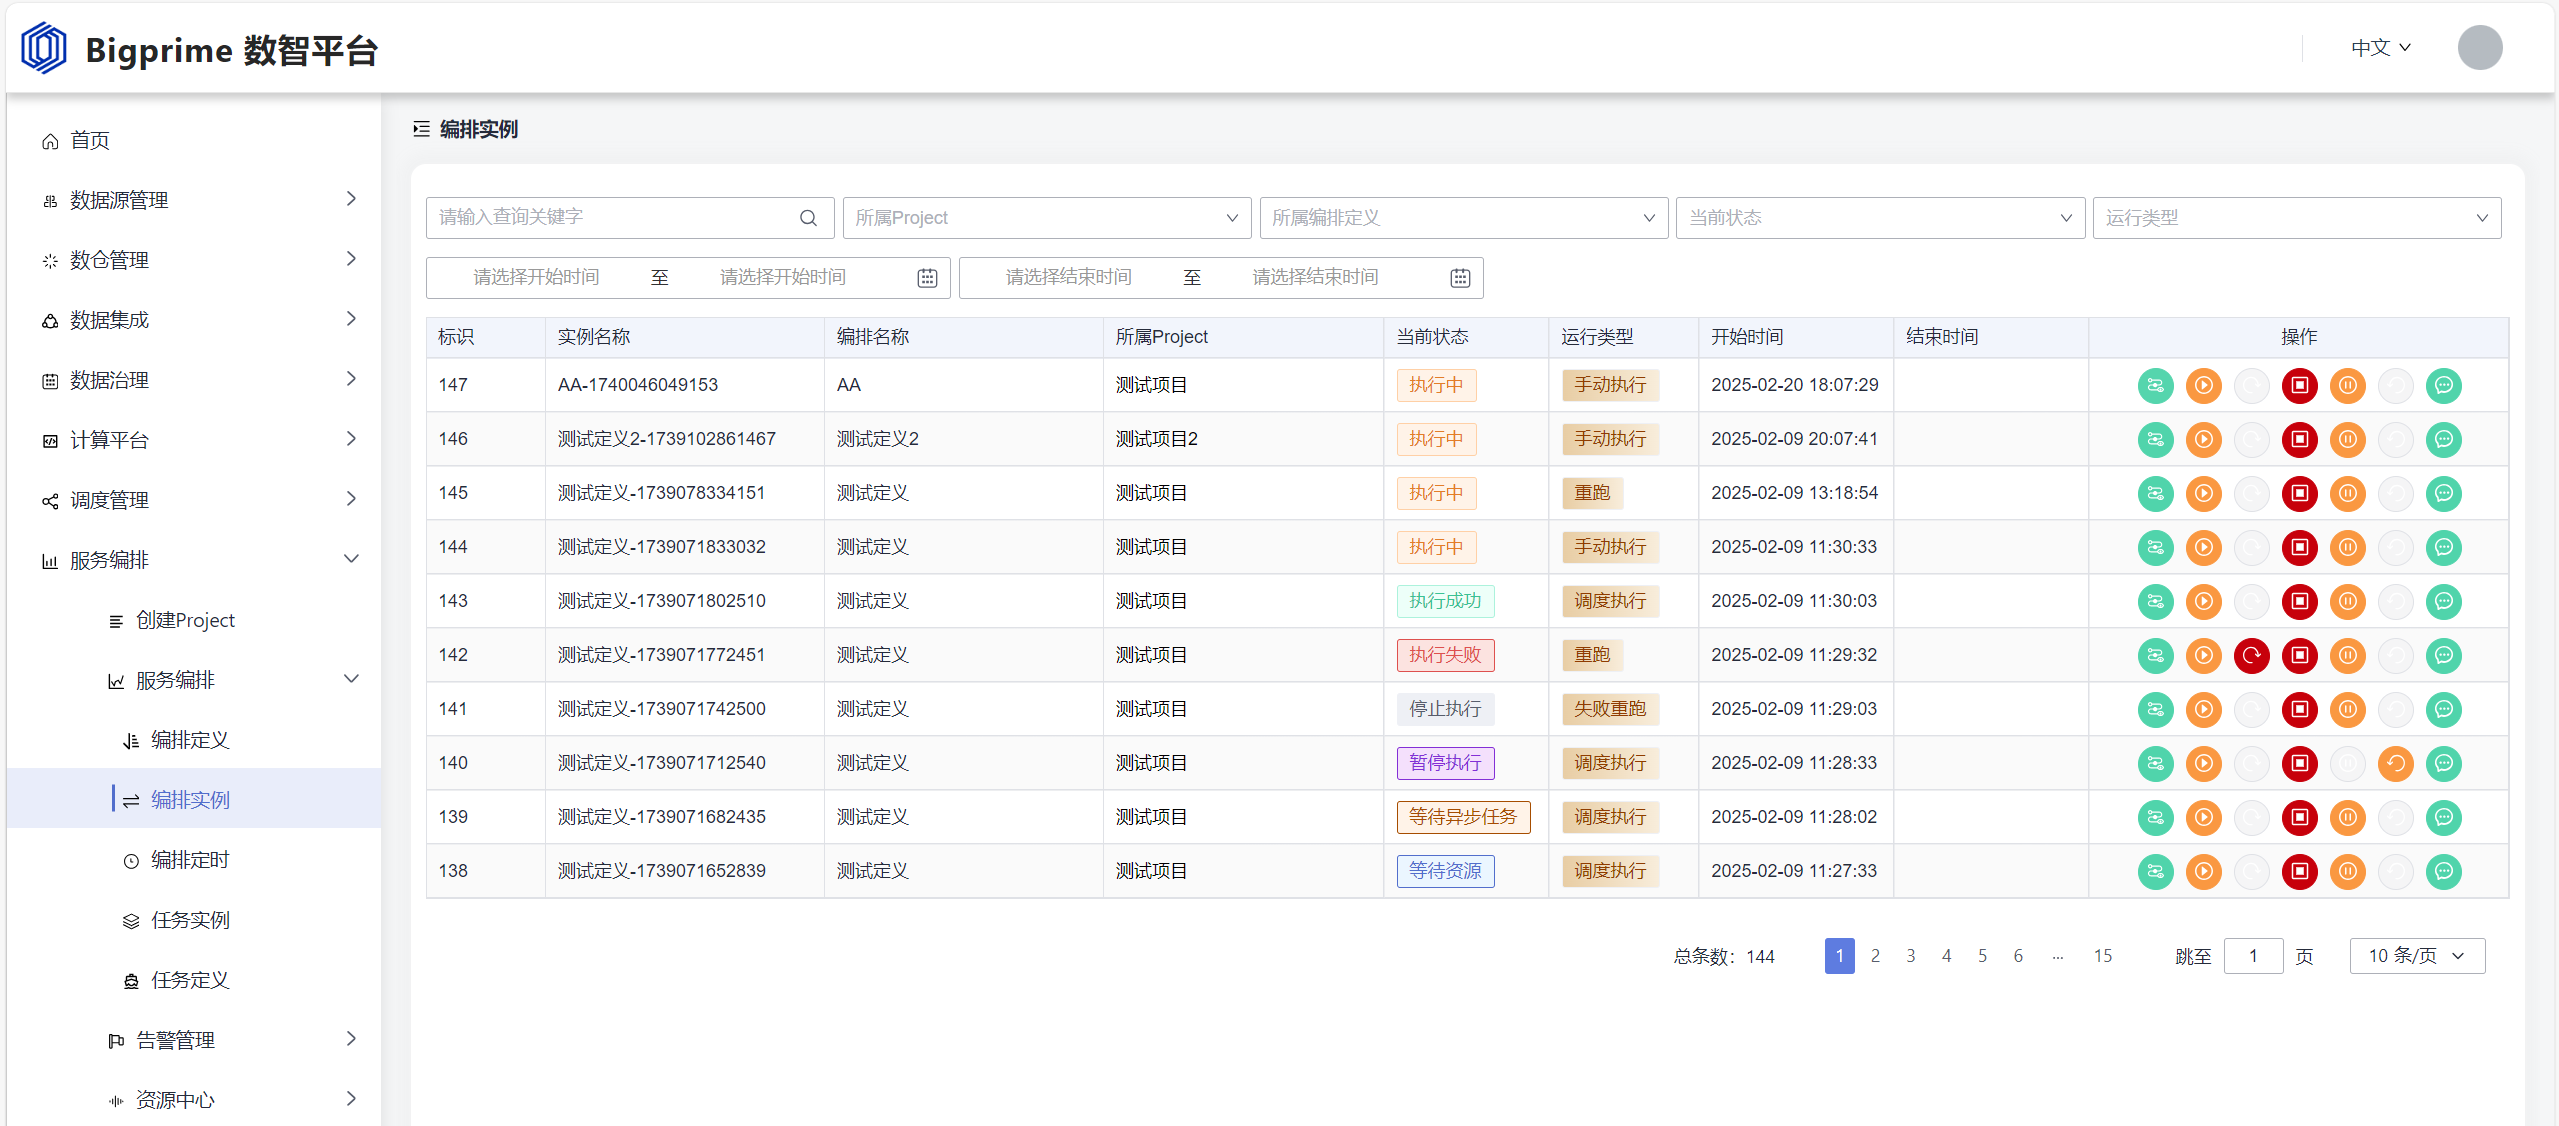 Bigprime 数智平台
中文
首页
数据源管理
数仓管理
数据集成
数据治理
计算平台
调度管理
服务编排
创建Project
服务编排
编排定义
编排实例
编排定时
任务实例
任务定义
告警管理
资源中心
编排实例
请输入查询关键字 所属Project 所属编排定义 当前状态 运行类型
请选择开始时间 至 请选择开始时间 请选择结束时间 至 请选择结束时间
标识 实例名称 编排名称 所属Project 当前状态 运行类型 开始时间 结束时间 操作
147 AA-1740046049153 AA 测试项目 执行中 手动执行 2025-02-20 18:07:29
146 测试定义2-1739102861467 测试定义2 测试项目2 执行中 手动执行 2025-02-09 20:07:41
145 测试定义-1739078334151 测试定义 测试项目 执行中 重跑 2025-02-09 13:18:54
144 测试定义-1739071833032 测试定义 测试项目 执行中 手动执行 2025-02-09 11:30:33
143 测试定义-1739071802510 测试定义 测试项目 执行成功 调度执行 2025-02-09 11:30:03
142 测试定义-1739071772451 测试定义 测试项目 执行失败 重跑 2025-02-09 11:29:32
141 测试定义-1739071742500 测试定义 测试项目 停止执行 失败重跑 2025-02-09 11:29:03
140 测试定义-1739071712540 测试定义 测试项目 暂停执行 调度执行 2025-02-09 11:28:33
139 测试定义-1739071682435 测试定义 测试项目 等待异步任务 调度执行 2025-02-09 11:28:02
138 测试定义-1739071652839 测试定义 测试项目 等待资源 调度执行 2025-02-09 11:27:33
总条数：144 1 2 3 4 5 6 ... 15 跳至 1 页 10 条/页